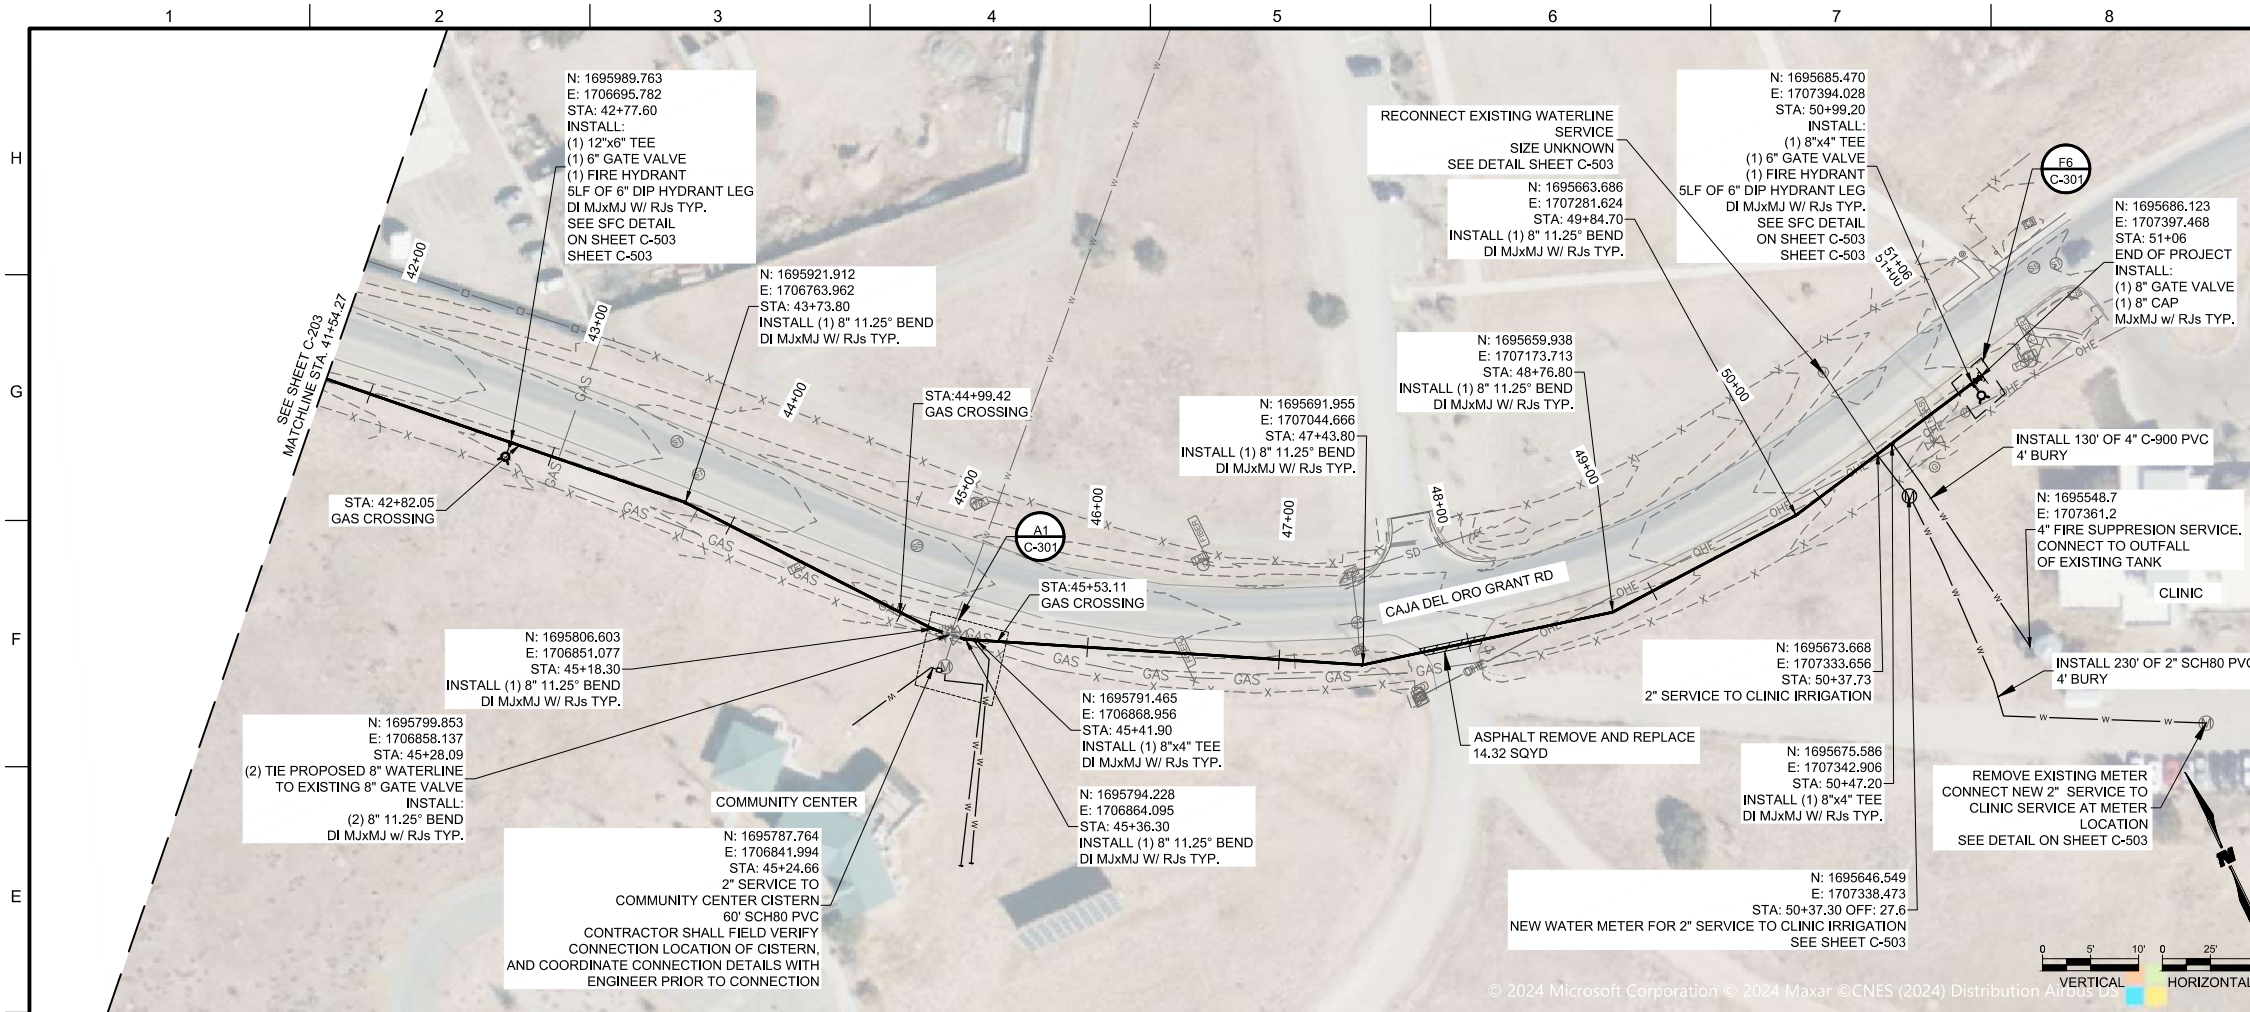 1
2
3
4
5
6
7
8
H
G
F
E
N: 1695989.763
E: 1706695.782
STA: 42+77.60
INSTALL:
(1) 12"x6" TEE
(1) 6" GATE VALVE
(1) FIRE HYDRANT
5LF OF 6" DIP HYDRANT LEG
DI MJxMJ W/ RJs TYP.
SEE SFC DETAIL
ON SHEET C-503
SHEET C-503
RECONNECT EXISTING WATERLINE
SERVICE
SIZE UNKNOWN
SEE DETAIL SHEET C-503
N: 1695685.470
E: 1707394.028
STA: 50+99.20
INSTALL:
(1) 8"x4" TEE
(1) 6" GATE VALVE
(1) FIRE HYDRANT
5LF OF 6" DIP HYDRANT LEG
DI MJxMJ W/ RJs TYP.
SEE SFC DETAIL
ON SHEET C-503
SHEET C-503
F6
C-301
N: 1695663.686
E: 1707281.624
STA: 49+84.70
INSTALL (1) 8" 11.25° BEND
DI MJxMJ W/ RJs TYP.
N: 1695686.123
E: 1707397.468
STA: 51+06
END OF PROJECT
INSTALL:
(1) 8" GATE VALVE
(1) 8" CAP
MJxMJ w/ RJs TYP.
N: 1695921.912
E: 1706763.962
STA: 43+73.80
INSTALL (1) 8" 11.25° BEND
DI MJxMJ W/ RJs TYP.
SEE SHEET C-203
MATCHLINE STA. 41+54.27
42+00
43+00
44+00
45+00
46+00
47+00
48+00
49+00
50+00
51+00
51+06
STA:44+99.42
GAS CROSSING
N: 1695691.955
E: 1707044.666
STA: 47+43.80
INSTALL (1) 8" 11.25° BEND
DI MJxMJ W/ RJs TYP.
N: 1695659.938
E: 1707173.713
STA: 48+76.80
INSTALL (1) 8" 11.25° BEND
DI MJxMJ W/ RJs TYP.
STA: 42+82.05
GAS CROSSING
INSTALL 130' OF 4" C-900 PVC
4' BURY
N: 1695548.7
E: 1707361.2
4" FIRE SUPPRESION SERVICE.
CONNECT TO OUTFALL
OF EXISTING TANK
CLINIC
A1
C-301
STA:45+53.11
GAS CROSSING
CAJA DEL ORO GRANT RD
N: 1695806.603
E: 1706851.077
STA: 45+18.30
INSTALL (1) 8" 11.25° BEND
DI MJxMJ W/ RJs TYP.
N: 1695673.668
E: 1707333.656
STA: 50+37.73
2" SERVICE TO CLINIC IRRIGATION
INSTALL 230' OF 2" SCH80 PVC
4' BURY
N: 1695791.465
E: 1706868.956
STA: 45+41.90
INSTALL (1) 8"x4" TEE
DI MJxMJ W/ RJs TYP.
N: 1695799.853
E: 1706858.137
STA: 45+28.09
(2) TIE PROPOSED 8" WATERLINE
TO EXISTING 8" GATE VALVE
INSTALL:
(2) 8" 11.25° BEND
DI MJxMJ w/ RJs TYP.
ASPHALT REMOVE AND REPLACE
14.32 SQYD
N: 1695675.586
E: 1707342.906
STA: 50+47.20
INSTALL (1) 8"x4" TEE
DI MJxMJ W/ RJs TYP.
REMOVE EXISTING METER
CONNECT NEW 2" SERVICE TO
CLINIC SERVICE AT METER
LOCATION
SEE DETAIL ON SHEET C-503
COMMUNITY CENTER
N: 1695794.228
E: 1706864.095
STA: 45+36.30
INSTALL (1) 8" 11.25° BEND
DI MJxMJ W/ RJs TYP.
N: 1695787.764
E: 1706841.994
STA: 45+24.66
2" SERVICE TO
COMMUNITY CENTER CISTERN
60' SCH80 PVC
CONTRACTOR SHALL FIELD VERIFY
CONNECTION LOCATION OF CISTERN,
AND COORDINATE CONNECTION DETAILS WITH
ENGINEER PRIOR TO CONNECTION
N: 1695646.549
E: 1707338.473
STA: 50+37.30 OFF: 27.6
NEW WATER METER FOR 2" SERVICE TO CLINIC IRRIGATION
SEE SHEET C-503
N
0 5' 10'
VERTICAL
0 25'
HORIZONTAL
© 2024 Microsoft Corporation © 2024 Maxar ©CNES (2024) Distribution Airbus DS
GAS
GAS
GAS
GAS
GAS
GAS
GAS
GAS
GAS
GAS
GAS
SD
OHE
OHE
OHE
OHE
OHE
OHE
OHE
FIBER
FIBER
M
M
M